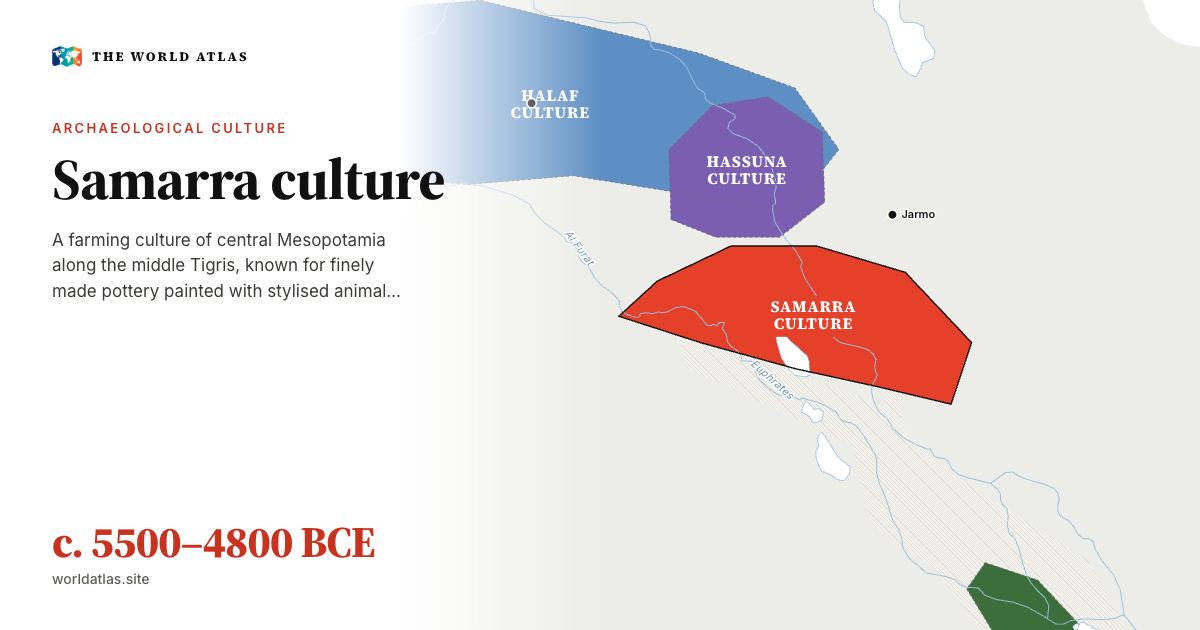 THE WORLD ATLAS
ARCHAEOLOGICAL CULTURE
Samarra culture
A farming culture of central Mesopotamia
along the middle Tigris, known for finely
made pottery painted with stylised animal...
c. 5500–4800 BCE
worldatlas.site
HALAF
CULTURE
HASSUNA
CULTURE
Jarmo
Al Furat
SAMARRA
CULTURE
Euphrates